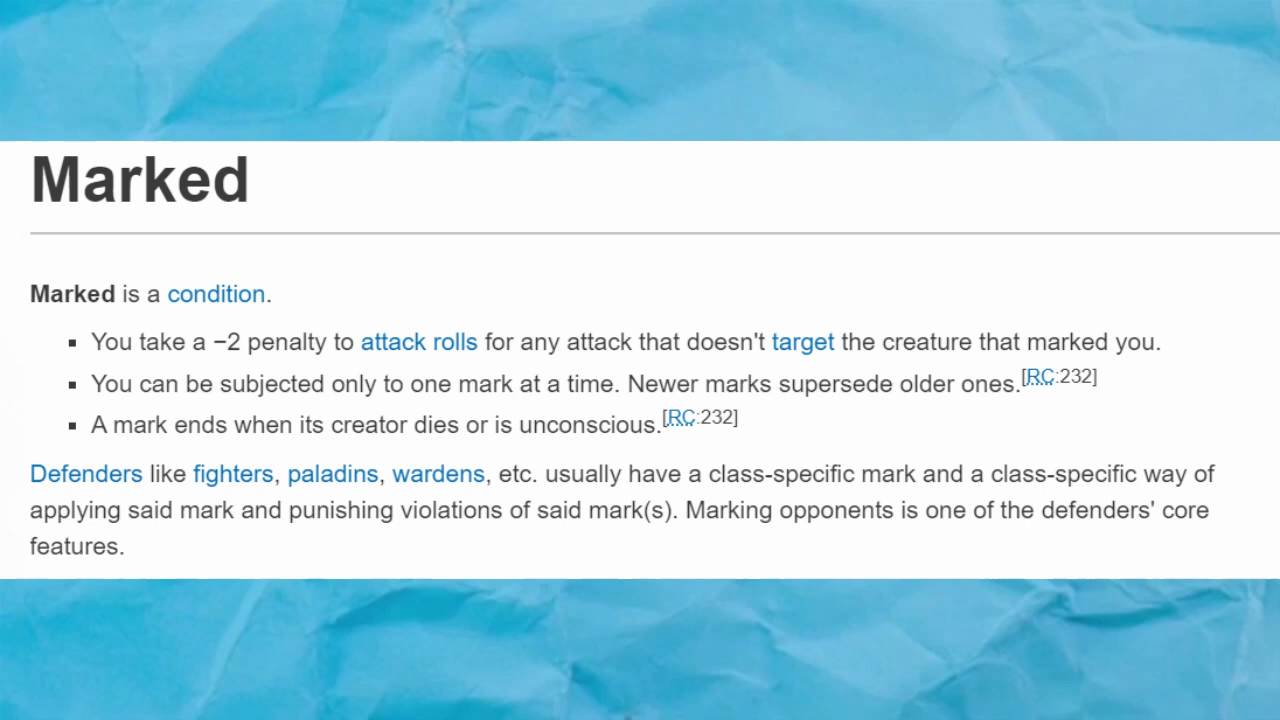 Marked
Marked is a condition.
▪ You take a −2 penalty to attack rolls for any attack that doesn't target the creature that marked you.
▪ You can be subjected only to one mark at a time. Newer marks supersede older ones.[RC:232]
▪ A mark ends when its creator dies or is unconscious.[RC:232]
Defenders like fighters, paladins, wardens, etc. usually have a class-specific mark and a class-specific way of
applying said mark and punishing violations of said mark(s). Marking opponents is one of the defenders' core
features.